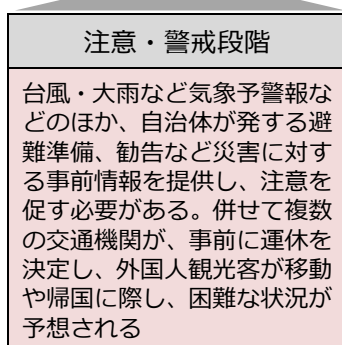 注意・警戒段階
台風・大雨など気象予警報な
どのほか、自治体が発する避
難準備、勧告など災害に対す
る事前情報を提供し、注意を
促す必要がある。併せて複数
の交通機関が、事前に運休を
決定し、外国人観光客が移動
や帰国に際し、困難な状況が
予想される